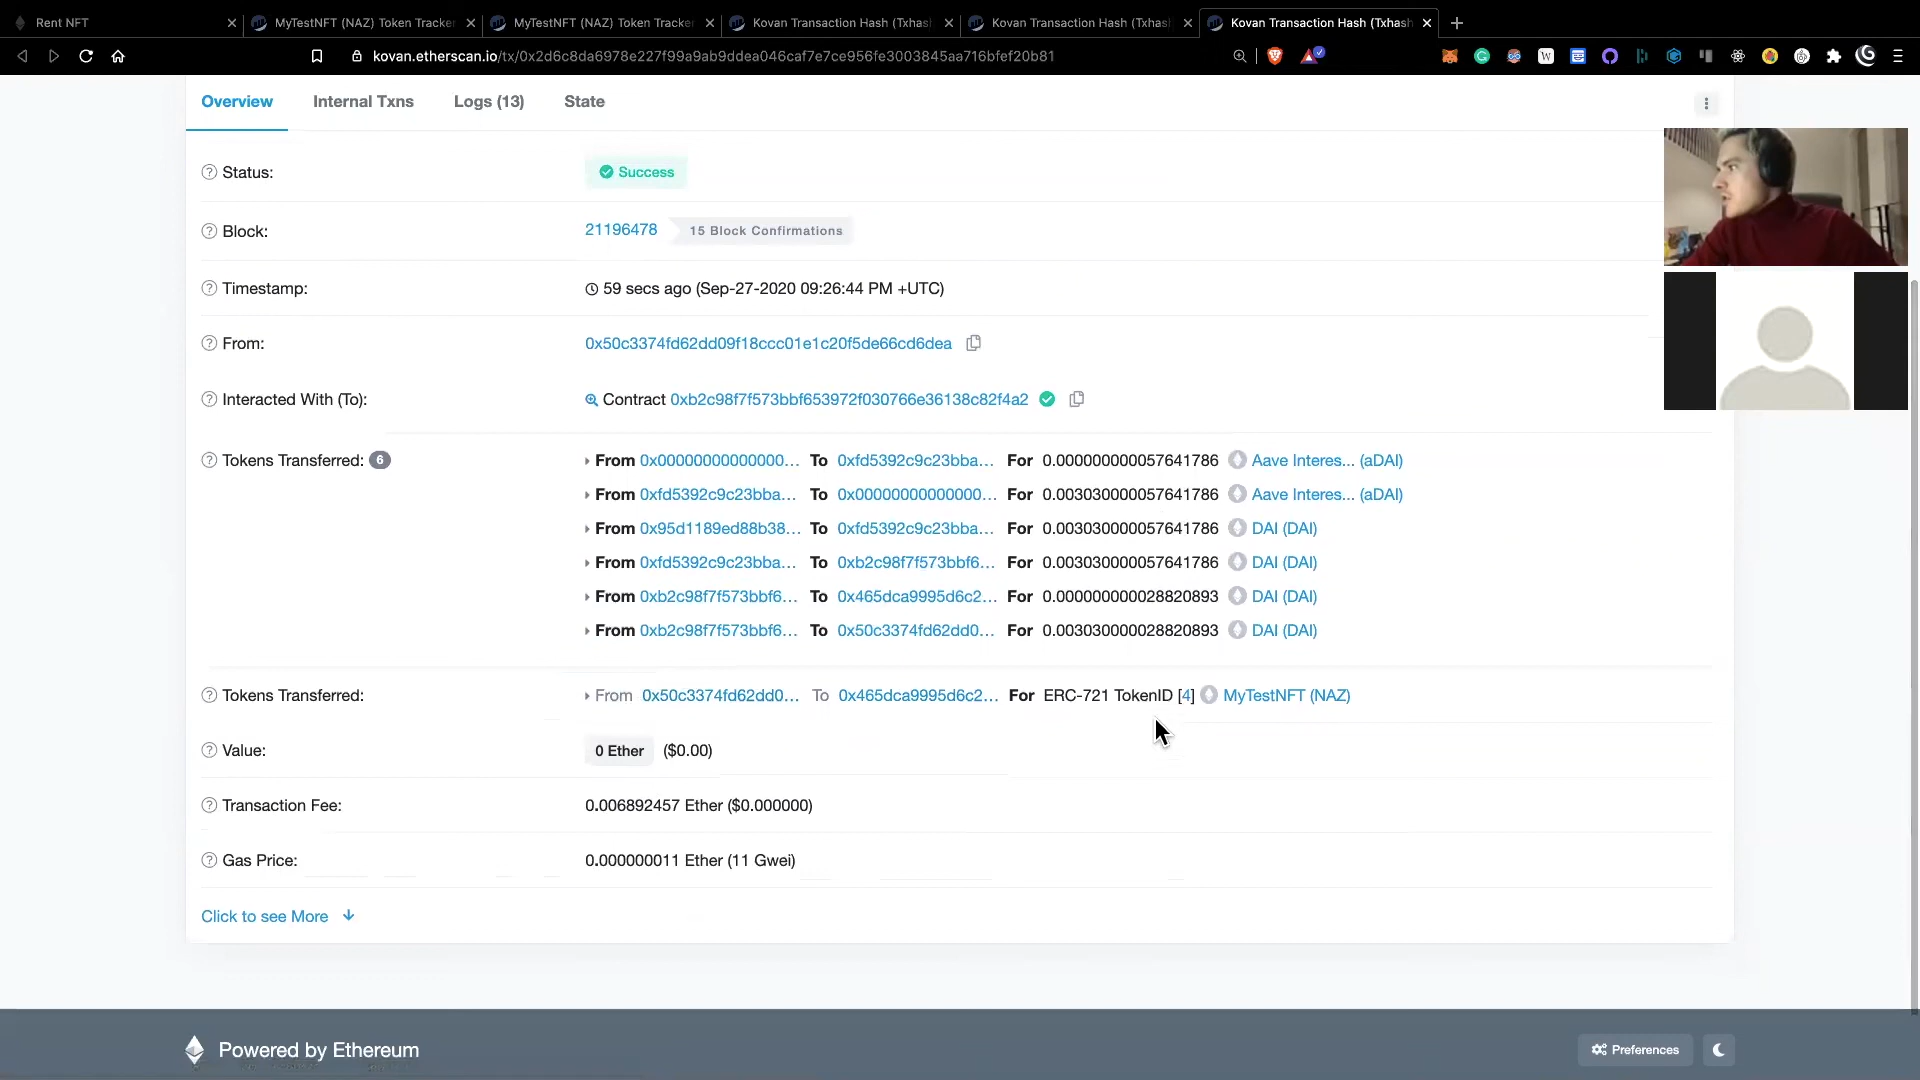 Rent NFT
MyTestNFT (NAZ) Token Tracker
MyTestNFT (NAZ) Token Tracke
Kovan Transaction Hash (Txhas
Kovan Transaction Hash (Txhas
Kovan Transaction Hash (Txhash
kovan.etherscan.io/tx/0x2d6c8da6978e227f99a9ab9ddea046caf7e7ce956fe3003845aa716bfef20b81
Overview
Internal Txns
Logs (13)
State
Status:
Success
Block:
21196478
15 Block Confirmations
Timestamp:
59 secs ago (Sep-27-2020 09:26:44 PM +UTC)
From:
0x50c3374fd62dd09f18ccc01e1c20f5de66cd6dea
Interacted With (To):
Contract 0xb2c98f7f573bbf653972f030766e36138c82f4a2
Tokens Transferred: 6
From 0x00000000000000... To 0xfd5392c9c23bba... For 0.000000000057641786 Aave Interes... (aDAI)
From 0xfd5392c9c23bba... To 0x00000000000000... For 0.003030000057641786 Aave Interes... (aDAI)
From 0x95d1189ed88b38... To 0xfd5392c9c23bba... For 0.003030000057641786 DAI (DAI)
From 0xfd5392c9c23bba... To 0xb2c98f7f573bbf6... For 0.003030000057641786 DAI (DAI)
From 0xb2c98f7f573bbf6... To 0x465dca9995d6c2... For 0.000000000028820893 DAI (DAI)
From 0xb2c98f7f573bbf6... To 0x50c3374fd62dd0... For 0.003030000028820893 DAI (DAI)
Tokens Transferred:
From 0x50c3374fd62dd0... To 0x465dca9995d6c2... For ERC-721 TokenID [4] MyTestNFT (NAZ)
Value:
0 Ether ($0.00)
Transaction Fee:
0.006892457 Ether ($0.000000)
Gas Price:
0.000000011 Ether (11 Gwei)
Click to see More
Powered by Ethereum
Preferences